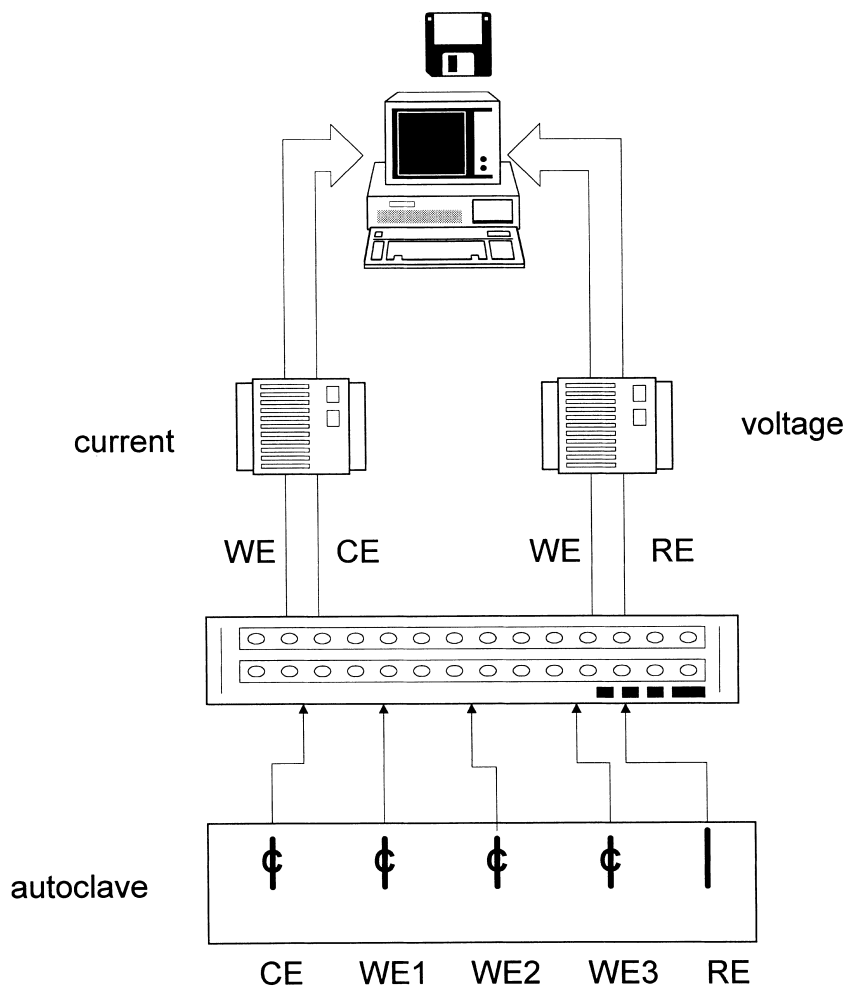 current
voltage
WE CE WE RE
C C C C
autoclave
CE WE1 WE2 WE3 RE